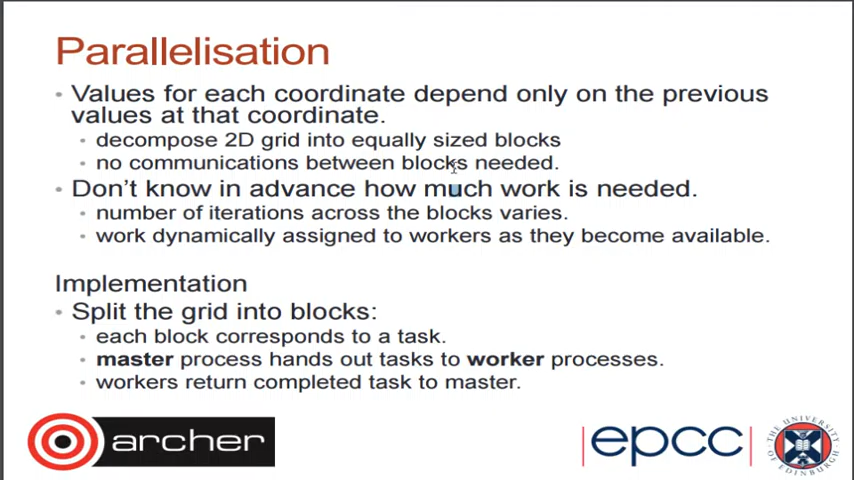 Parallelisation
• Values for each coordinate depend only on the previous
values at that coordinate.
• decompose 2D grid into equally sized blocks
• no communications between blocks needed.
• Don't know in advance how much work is needed.
• number of iterations across the blocks varies.
• work dynamically assigned to workers as they become available.
Implementation
• Split the grid into blocks:
• each block corresponds to a task.
• master process hands out tasks to worker processes.
• workers return completed task to master.
archer
epcc
THE UNIVERSITY
OF EDINBURGH